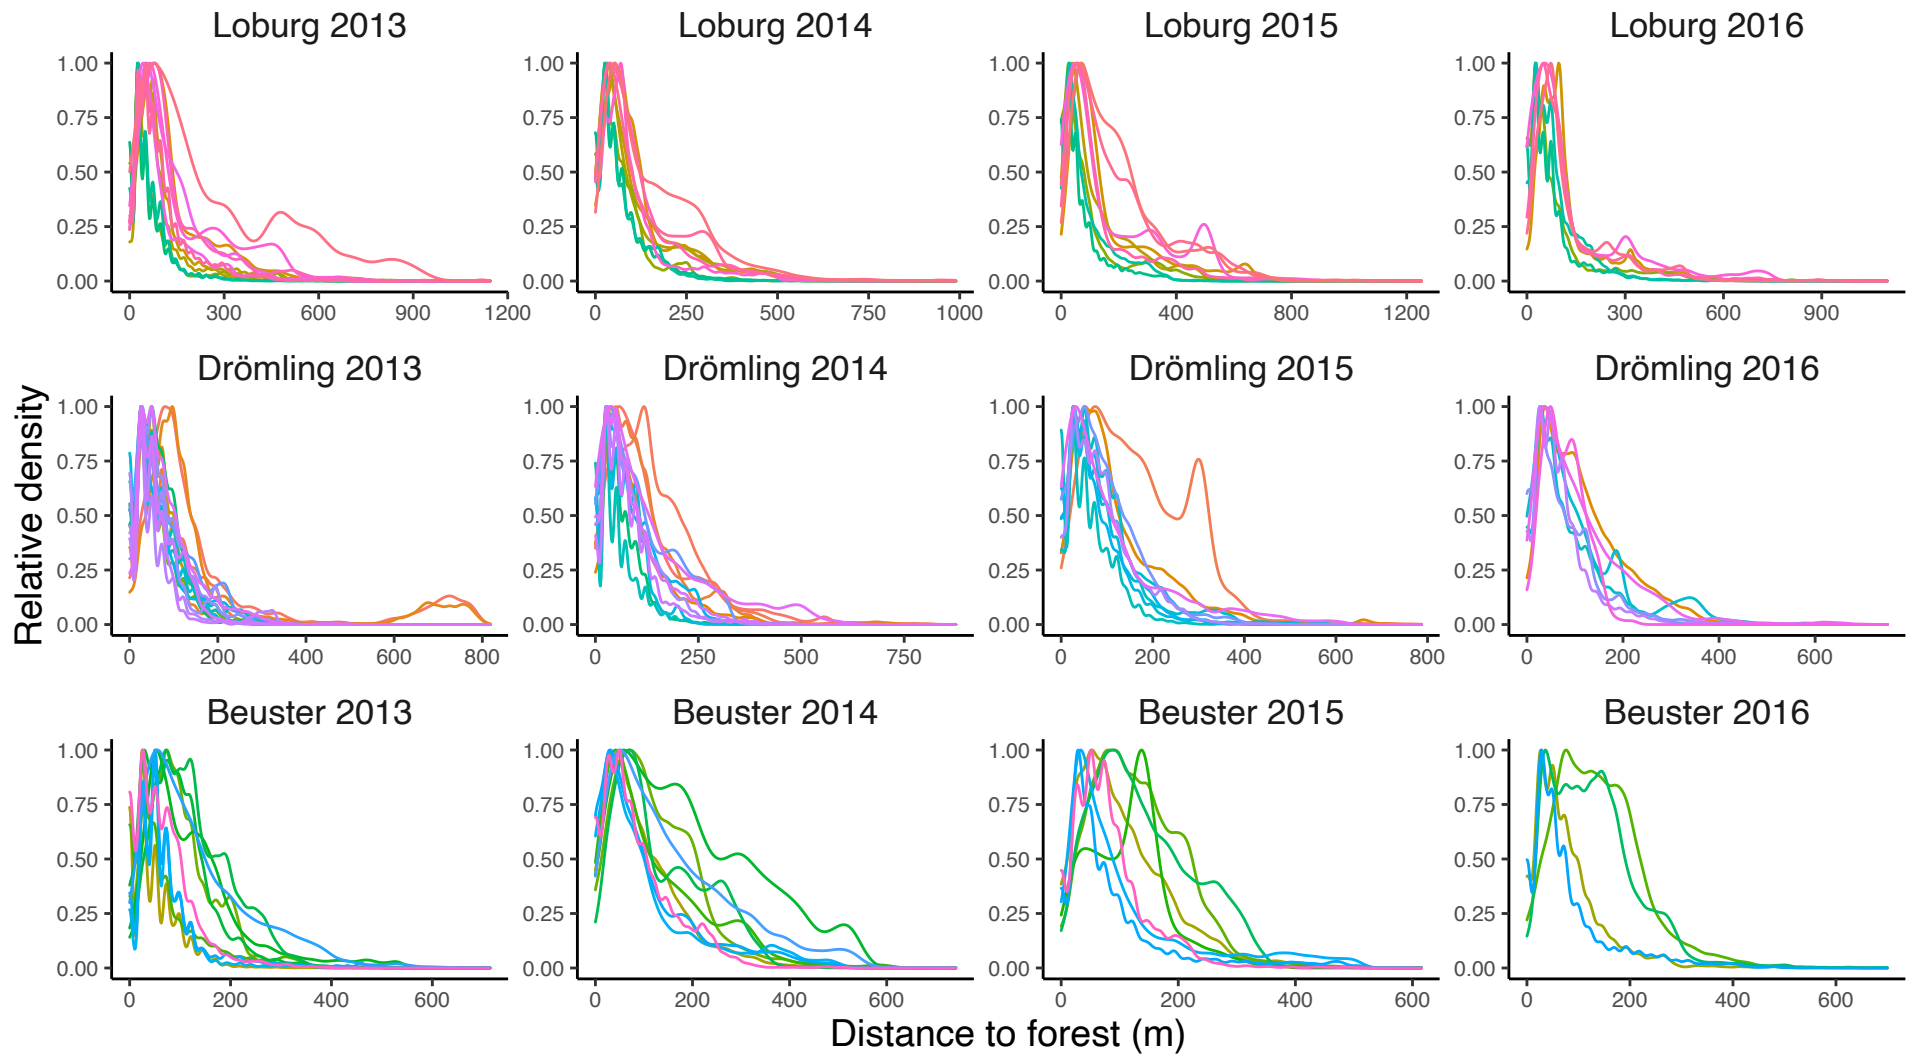 Loburg 2013 Loburg 2014 Loburg 2015 Loburg 2016
1.00 1.00 1.00 1.00
0.75 0.75 0.75 0.75
0.50 0.50 0.50 0.50
0.25 0.25 0.25 0.25
0.00 0.00 0.00 0.00
0 300 600 900 1200 0 250 500 750 1000 0 400 800 1200 0 300 600 900
Drömling 2013 Drömling 2014 Drömling 2015 Drömling 2016
1.00 1.00 1.00 1.00
0.75 0.75 0.75 0.75
0.50 0.50 0.50 0.50
0.25 0.25 0.25 0.25
0.00 0.00 0.00 0.00
0 200 400 600 800 0 250 500 750 0 200 400 600 800 0 200 400 600
Relative density
Beuster 2013 Beuster 2014 Beuster 2015 Beuster 2016
1.00 1.00 1.00 1.00
0.75 0.75 0.75 0.75
0.50 0.50 0.50 0.50
0.25 0.25 0.25 0.25
0.00 0.00 0.00 0.00
0 200 400 600 0 200 400 600 0 200 400 600 0 200 400 600
Distance to forest (m)